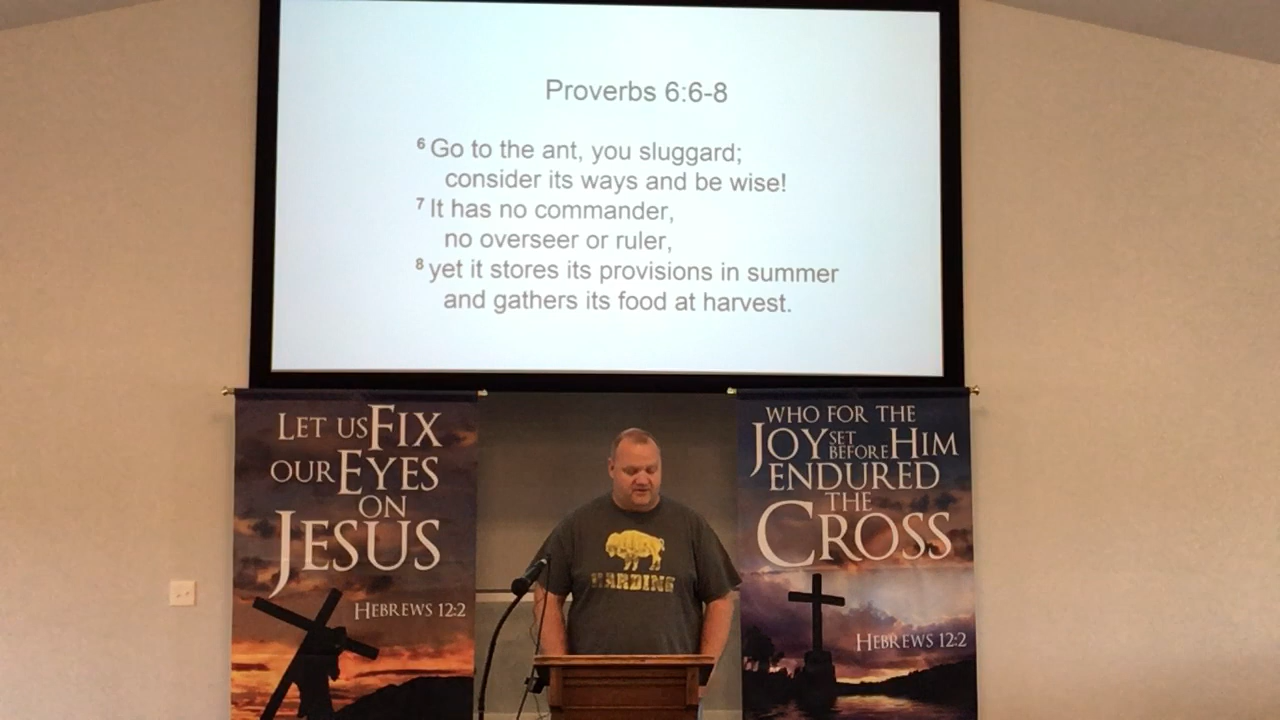 Proverbs 6:6-8
6 Go to the ant, you sluggard;
consider its ways and be wise!
7 It has no commander,
no overseer or ruler,
8 yet it stores its provisions in summer
and gathers its food at harvest.
LET US FIX
OUR EYES
ON
JESUS
HEBREWS 12:2
WHO FOR THE
JOY SET BEFORE HIM
ENDURED
THE
CROSS
HEBREWS 12:2
HARDING